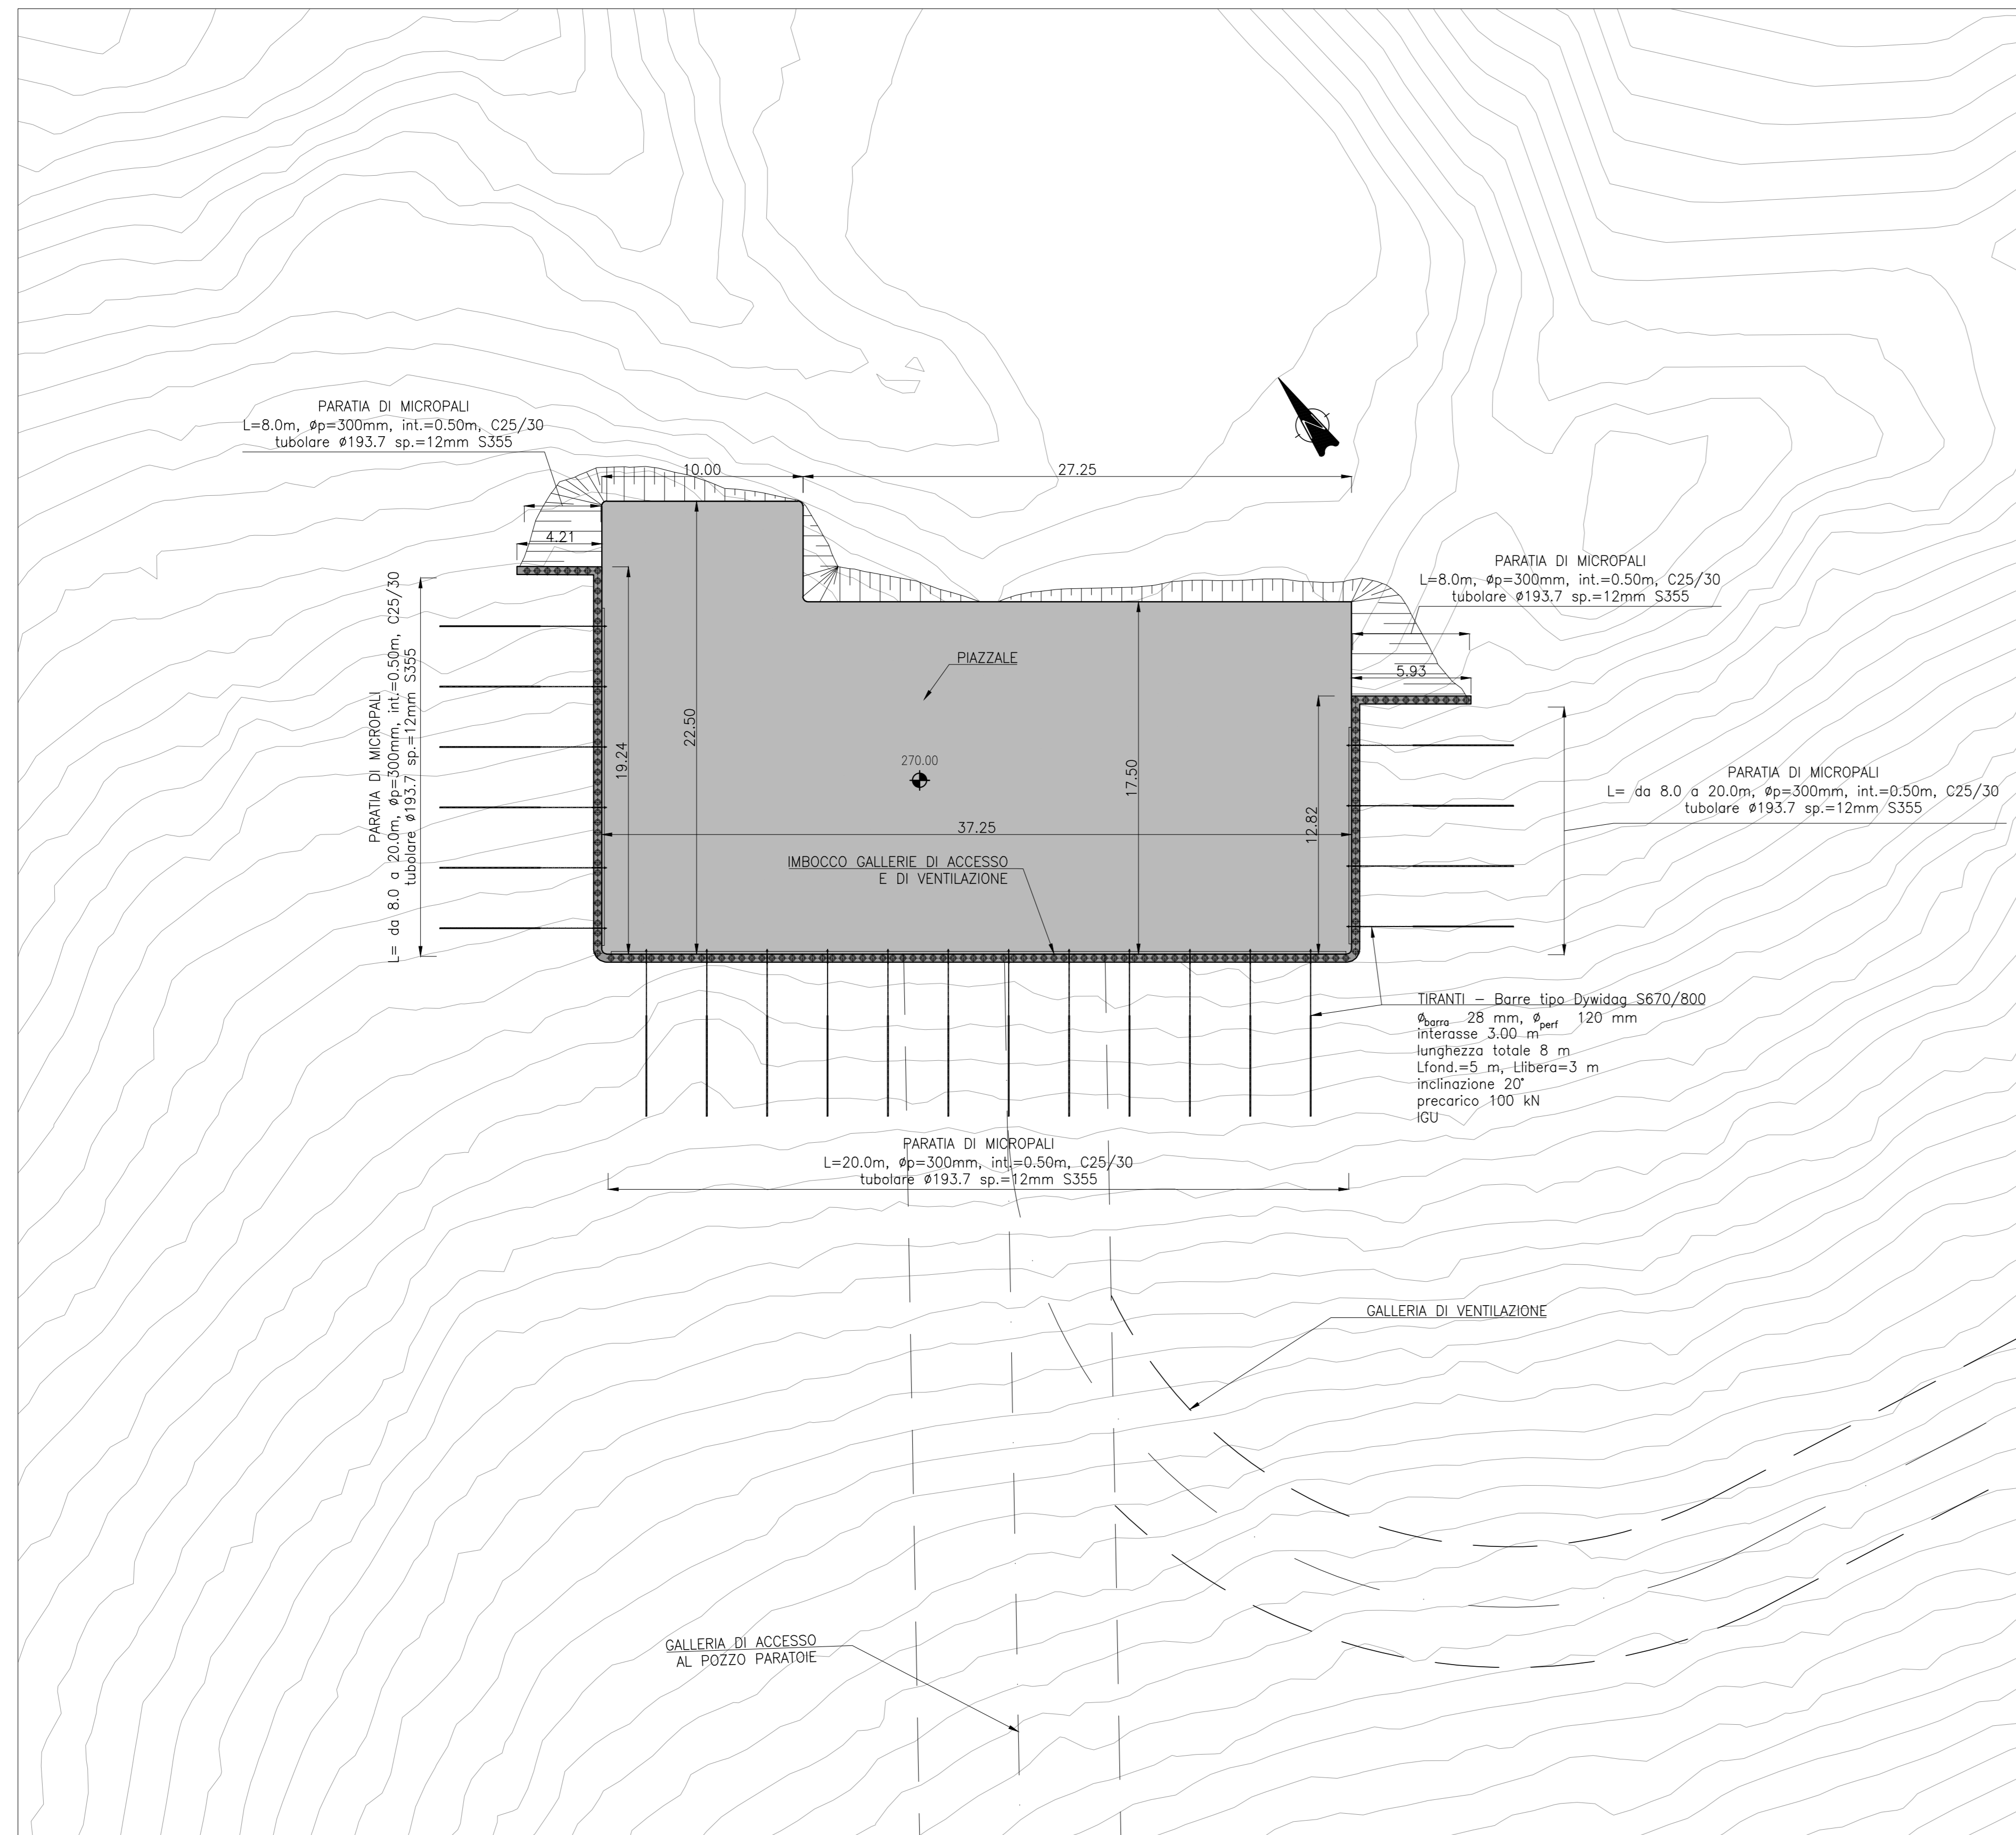 PARATIA DI MICROPALI
L=8.0m, øp=300mm, int.=0.50m, C25/30
tubolare ø193.7 sp.=12mm S355
10.00
27.25
4.21
PARATIA DI MICROPALI
L=8.0m, øp=300mm, int.=0.50m, C25/30
tubolare ø193.7 sp.=12mm S355
5.93
PARATIA DI MICROPALI
L= da 8.0 a 20.0m, øp=300mm, int.=0.50m, C25/30
tubolare ø193.7 sp.=12mm S355
PIAZZALE
19.24
22.50
270.00
17.50
12.82
37.25
PARATIA DI MICROPALI
L= da 8.0 a 20.0m, øp=300mm, int.=0.50m, C25/30
tubolare ø193.7 sp.=12mm S355
IMBOCCO GALLERIE DI ACCESSO
E DI VENTILAZIONE
TIRANTI – Barre tipo Dywidag S670/800
øbarra 28 mm, øperf 120 mm
interasse 3.00 m
lunghezza totale 8 m
Lfond.=5 m, Llibera=3 m
inclinazione 20°
precarico 100 kN
IGU
PARATIA DI MICROPALI
L=20.0m, øp=300mm, int.=0.50m, C25/30
tubolare ø193.7 sp.=12mm S355
GALLERIA DI VENTILAZIONE
GALLERIA DI ACCESSO
AL POZZO PARATOIE